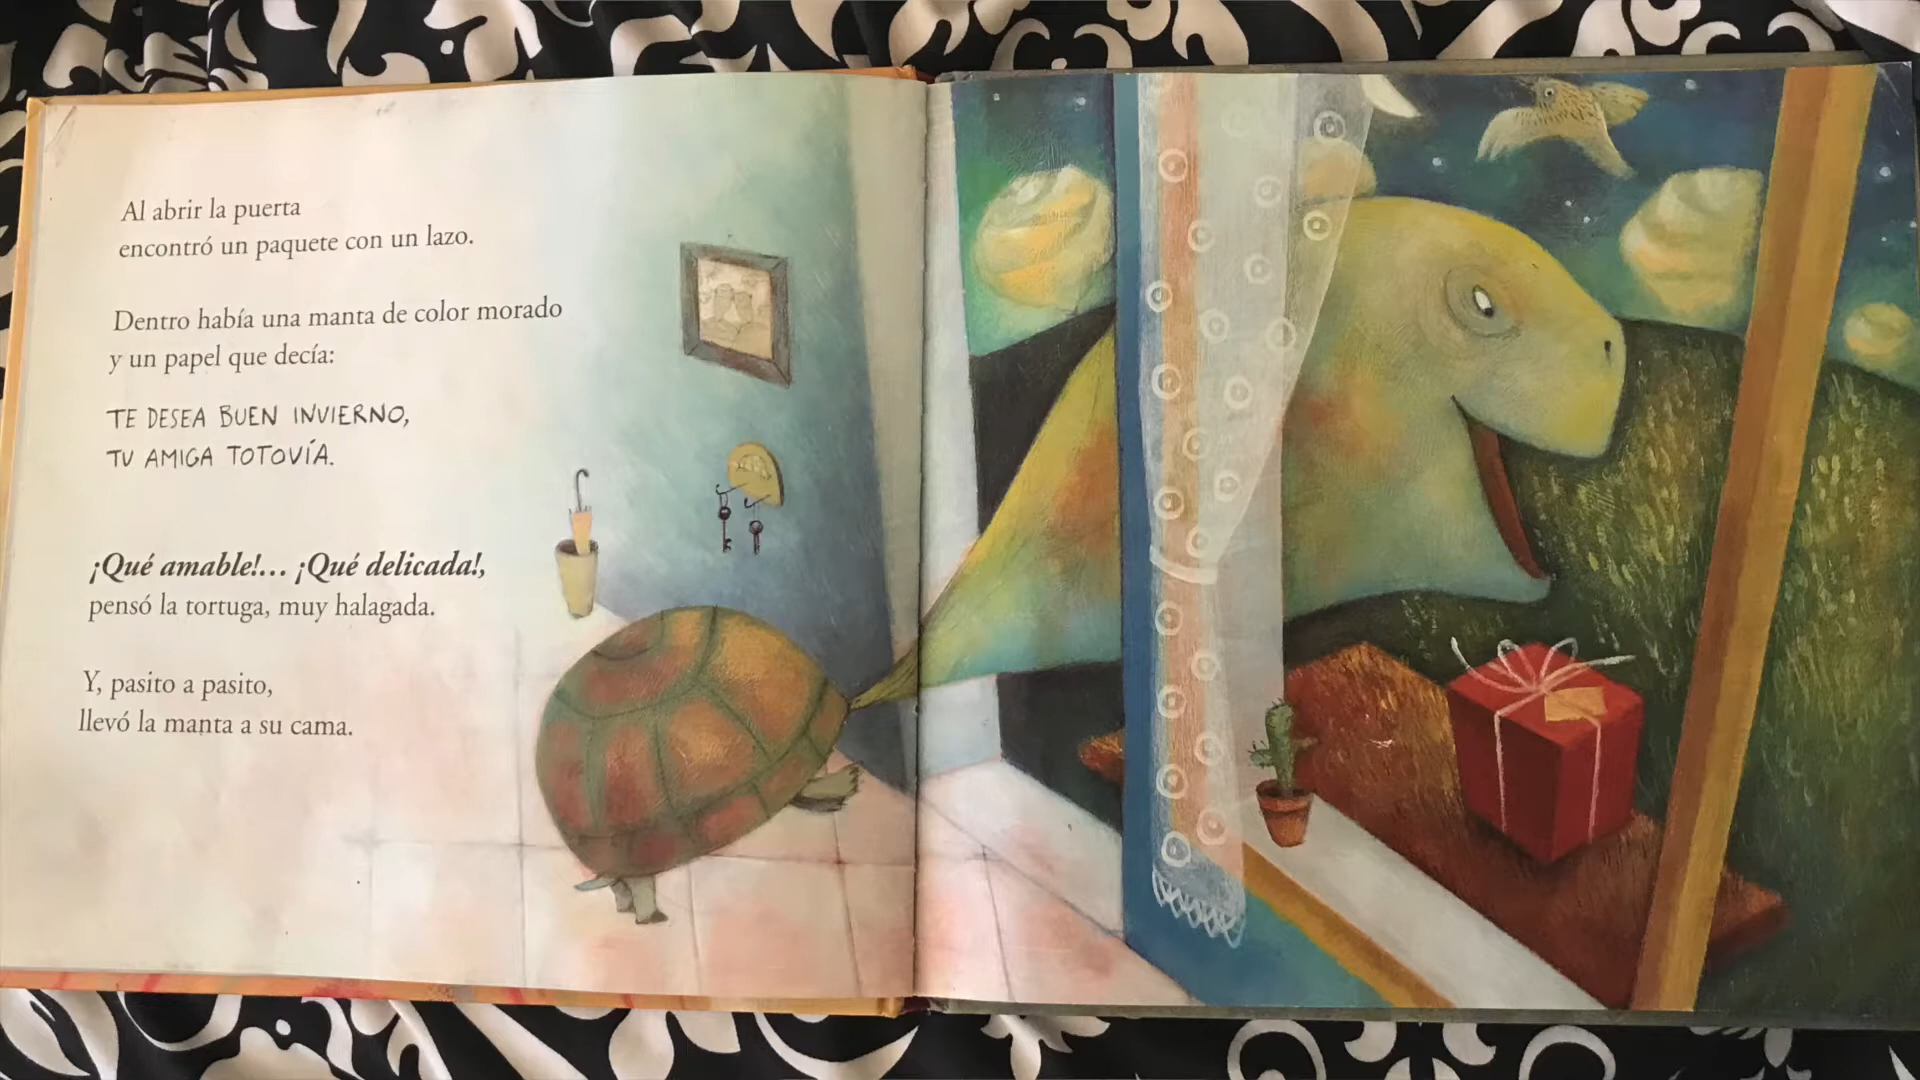 Al abrir la puerta
encontró un paquete con un lazo.
Dentro había una manta de color morado
y un papel que decía:
TE DESEA BUEN INVIERNO,
TU AMIGA TOTOVÍA.
¡Qué amable!... ¡Qué delicada!,
pensó la tortuga, muy halagada.
Y, pasito a pasito,
llevó la manta a su cama.